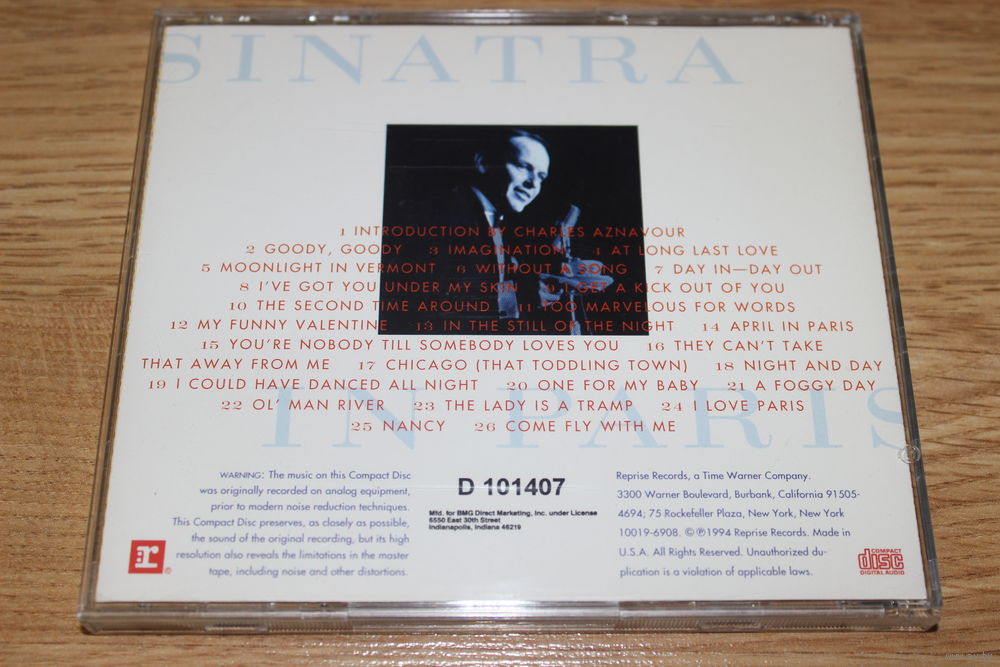 SINATRA
1 INTRODUCTION BY CHARLES AZNAVOUR
2 GOODY, GOODY 3 IMAGINATION 4 AT LONG LAST LOVE
5 MOONLIGHT IN VERMONT 6 WITHOUT A SONG 7 DAY IN—DAY OUT
8 I'VE GOT YOU UNDER MY SKIN 9 I GET A KICK OUT OF YOU
10 THE SECOND TIME AROUND 11 TOO MARVELOUS FOR WORDS
12 MY FUNNY VALENTINE 13 IN THE STILL OF THE NIGHT 14 APRIL IN PARIS
15 YOU'RE NOBODY TILL SOMEBODY LOVES YOU 16 THEY CAN'T TAKE
THAT AWAY FROM ME 17 CHICAGO (THAT TODDLING TOWN) 18 NIGHT AND DAY
19 I COULD HAVE DANCED ALL NIGHT 20 ONE FOR MY BABY 21 A FOGGY DAY
22 OL' MAN RIVER 23 THE LADY IS A TRAMP 24 I LOVE PARIS
25 NANCY 26 COME FLY WITH ME
IN PARIS
WARNING: The music on this Compact Disc
was originally recorded on analog equipment,
prior to modern noise reduction techniques.
This Compact Disc preserves, as closely as possible,
the sound of the original recording, but its high
resolution also reveals the limitations in the master
tape, including noise and other distortions.
r®
D 101407
Mfd. for BMG Direct Marketing, Inc. under License
6550 East 30th Street
Indianapolis, Indiana 46219
Reprise Records, a Time Warner Company.
3300 Warner Boulevard, Burbank, California 91505-
4694; 75 Rockefeller Plaza, New York, New York
10019-6908. ©℗1994 Reprise Records. Made in
U.S.A. All Rights Reserved. Unauthorized du-
plication is a violation of applicable laws.
COMPACT
disc
DIGITAL AUDIO